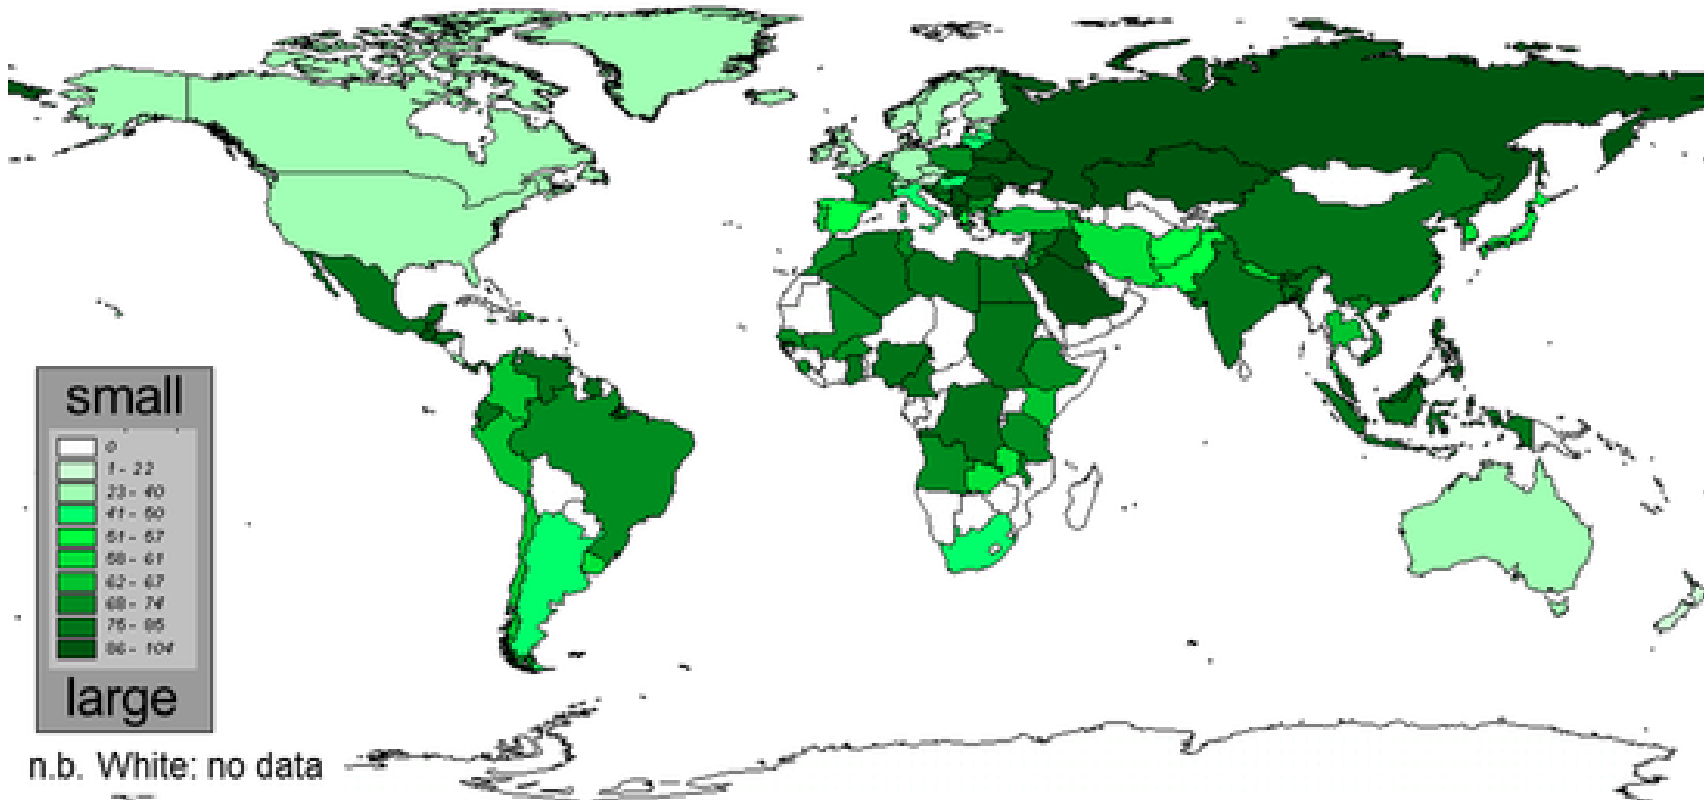 small
0
1 - 22
23 - 40
41 - 50
51 - 57
58 - 61
62 - 67
68 - 74
75 - 85
86 - 104
large
n.b. White: no data